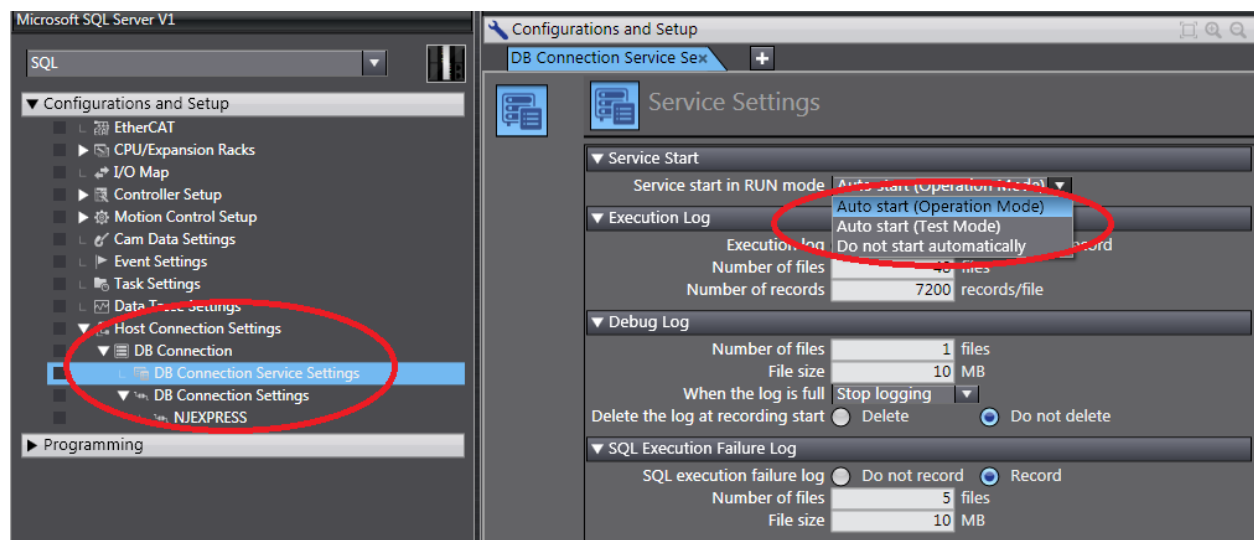 Microsoft SQL Server V1
SQL
Configurations and Setup
EtherCAT
CPU/Expansion Racks
I/O Map
Controller Setup
Motion Control Setup
Cam Data Settings
Event Settings
Task Settings
Data Trace Settings
Host Connection Settings
DB Connection
DB Connection Service Settings
DB Connection Settings
NJEXPRESS
Programming
Configurations and Setup
DB Connection Service Se
Service Settings
Service Start
Service start in RUN mode Auto start (Operation Mode)
Auto start (Operation Mode)
Auto start (Test Mode)
Do not start automatically
Execution Log
Execution log
Number of files files
Number of records 7200 records/file
Debug Log
Number of files 1 files
File size 10 MB
When the log is full Stop logging
Delete the log at recording start Delete Do not delete
SQL Execution Failure Log
SQL execution failure log Do not record Record
Number of files 5 files
File size 10 MB